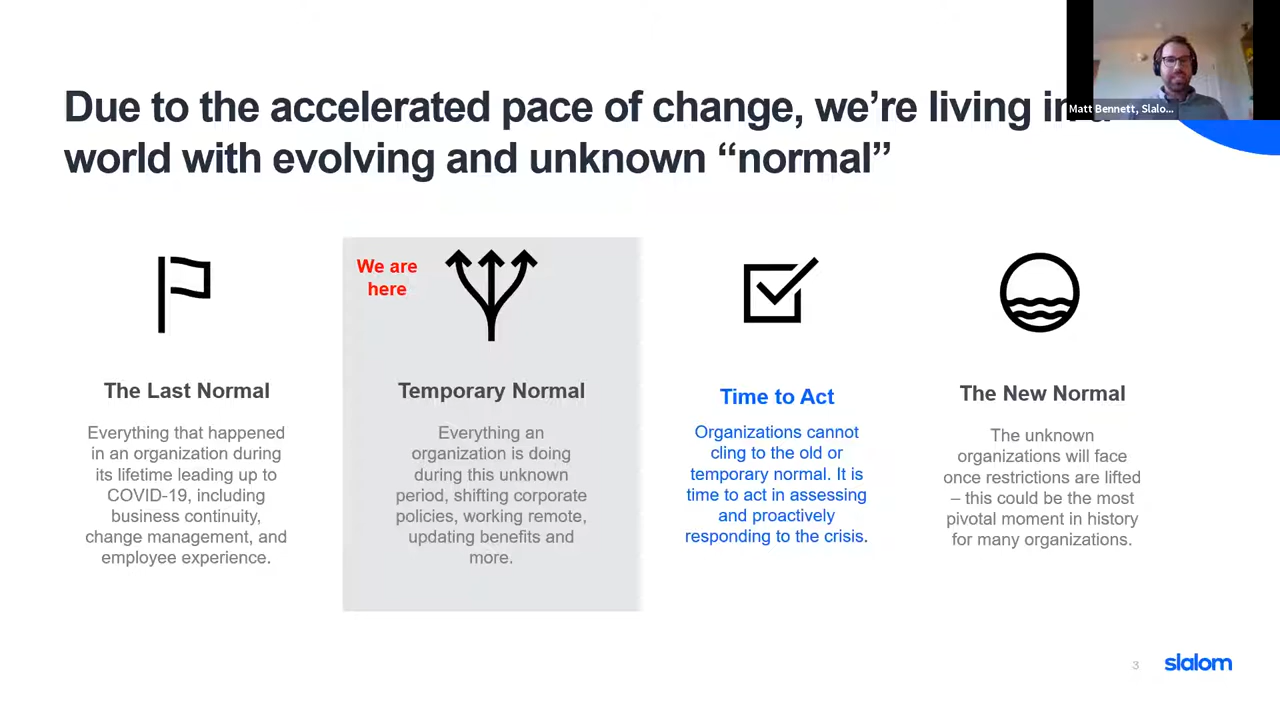 Due to the accelerated pace of change, we’re living in a
world with evolving and unknown “normal”
Matt Bennett, Slalo...
We are
here
The Last Normal
Everything that happened
in an organization during
its lifetime leading up to
COVID-19, including
business continuity,
change management, and
employee experience.
Temporary Normal
Everything an
organization is doing
during this unknown
period, shifting corporate
policies, working remote,
updating benefits and
more.
Time to Act
Organizations cannot
cling to the old or
temporary normal. It is
time to act in assessing
and proactively
responding to the crisis.
The New Normal
The unknown
organizations will face
once restrictions are lifted
– this could be the most
pivotal moment in history
for many organizations.
3
slalom